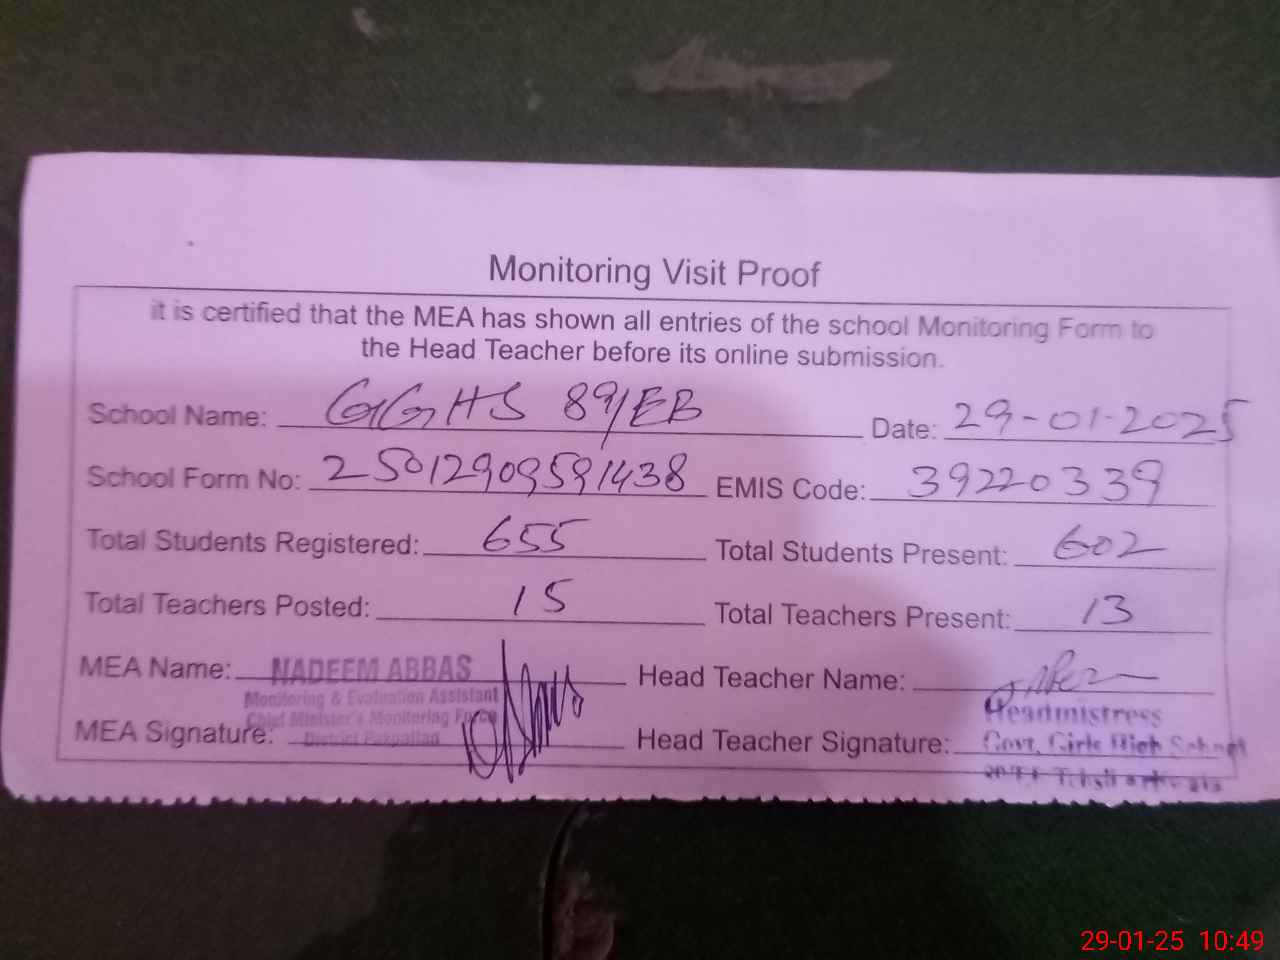 Monitoring Visit Proof
it is certified that the MEA has shown all entries of the school Monitoring Form to
the Head Teacher before its online submission.
School Name: GGHS 89/EB Date: 29-01-2025
School Form No: 25012909591438 EMIS Code: 39220339
Total Students Registered: 655 Total Students Present: 602
Total Teachers Posted: 15 Total Teachers Present: 13
MEA Name: NADEEM ABBAS Head Teacher Name:
Monitoring & Evaluation Assistant
Chief Minister's Monitoring Force
Headmistress
MEA Signature: District Head Teacher Signature: Govt. Girls High School
29-01-25 10:49